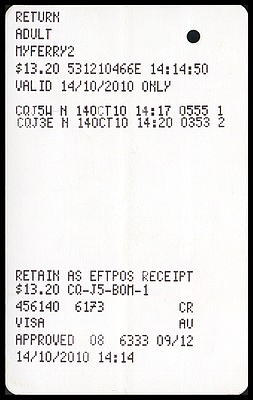 RETURN
ADULT
MYFERRY2
$13.20 531210466E 14:14:50
VALID 14/10/2010 ONLY
CQJ5W N 14OCT10 14:17 0555 1
CQJ3E N 14OCT10 14:20 0353 2
RETAIN AS EFTPOS RECEIPT
$13.20 CQ-J5-BOM-1
456140 6173 CR
VISA AV
APPROVED 08 6333 09/12
14/10/2010 14:14